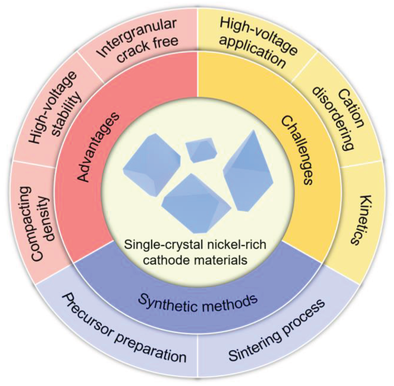 Intergranular
crack free
High-voltage
application
High-voltage
stability
Cation
disordering
Advantages
Challenges
Compacting
density
Kinetics
Single-crystal nickel-rich
cathode materials
Synthetic methods
Precursor preparation
Sintering process